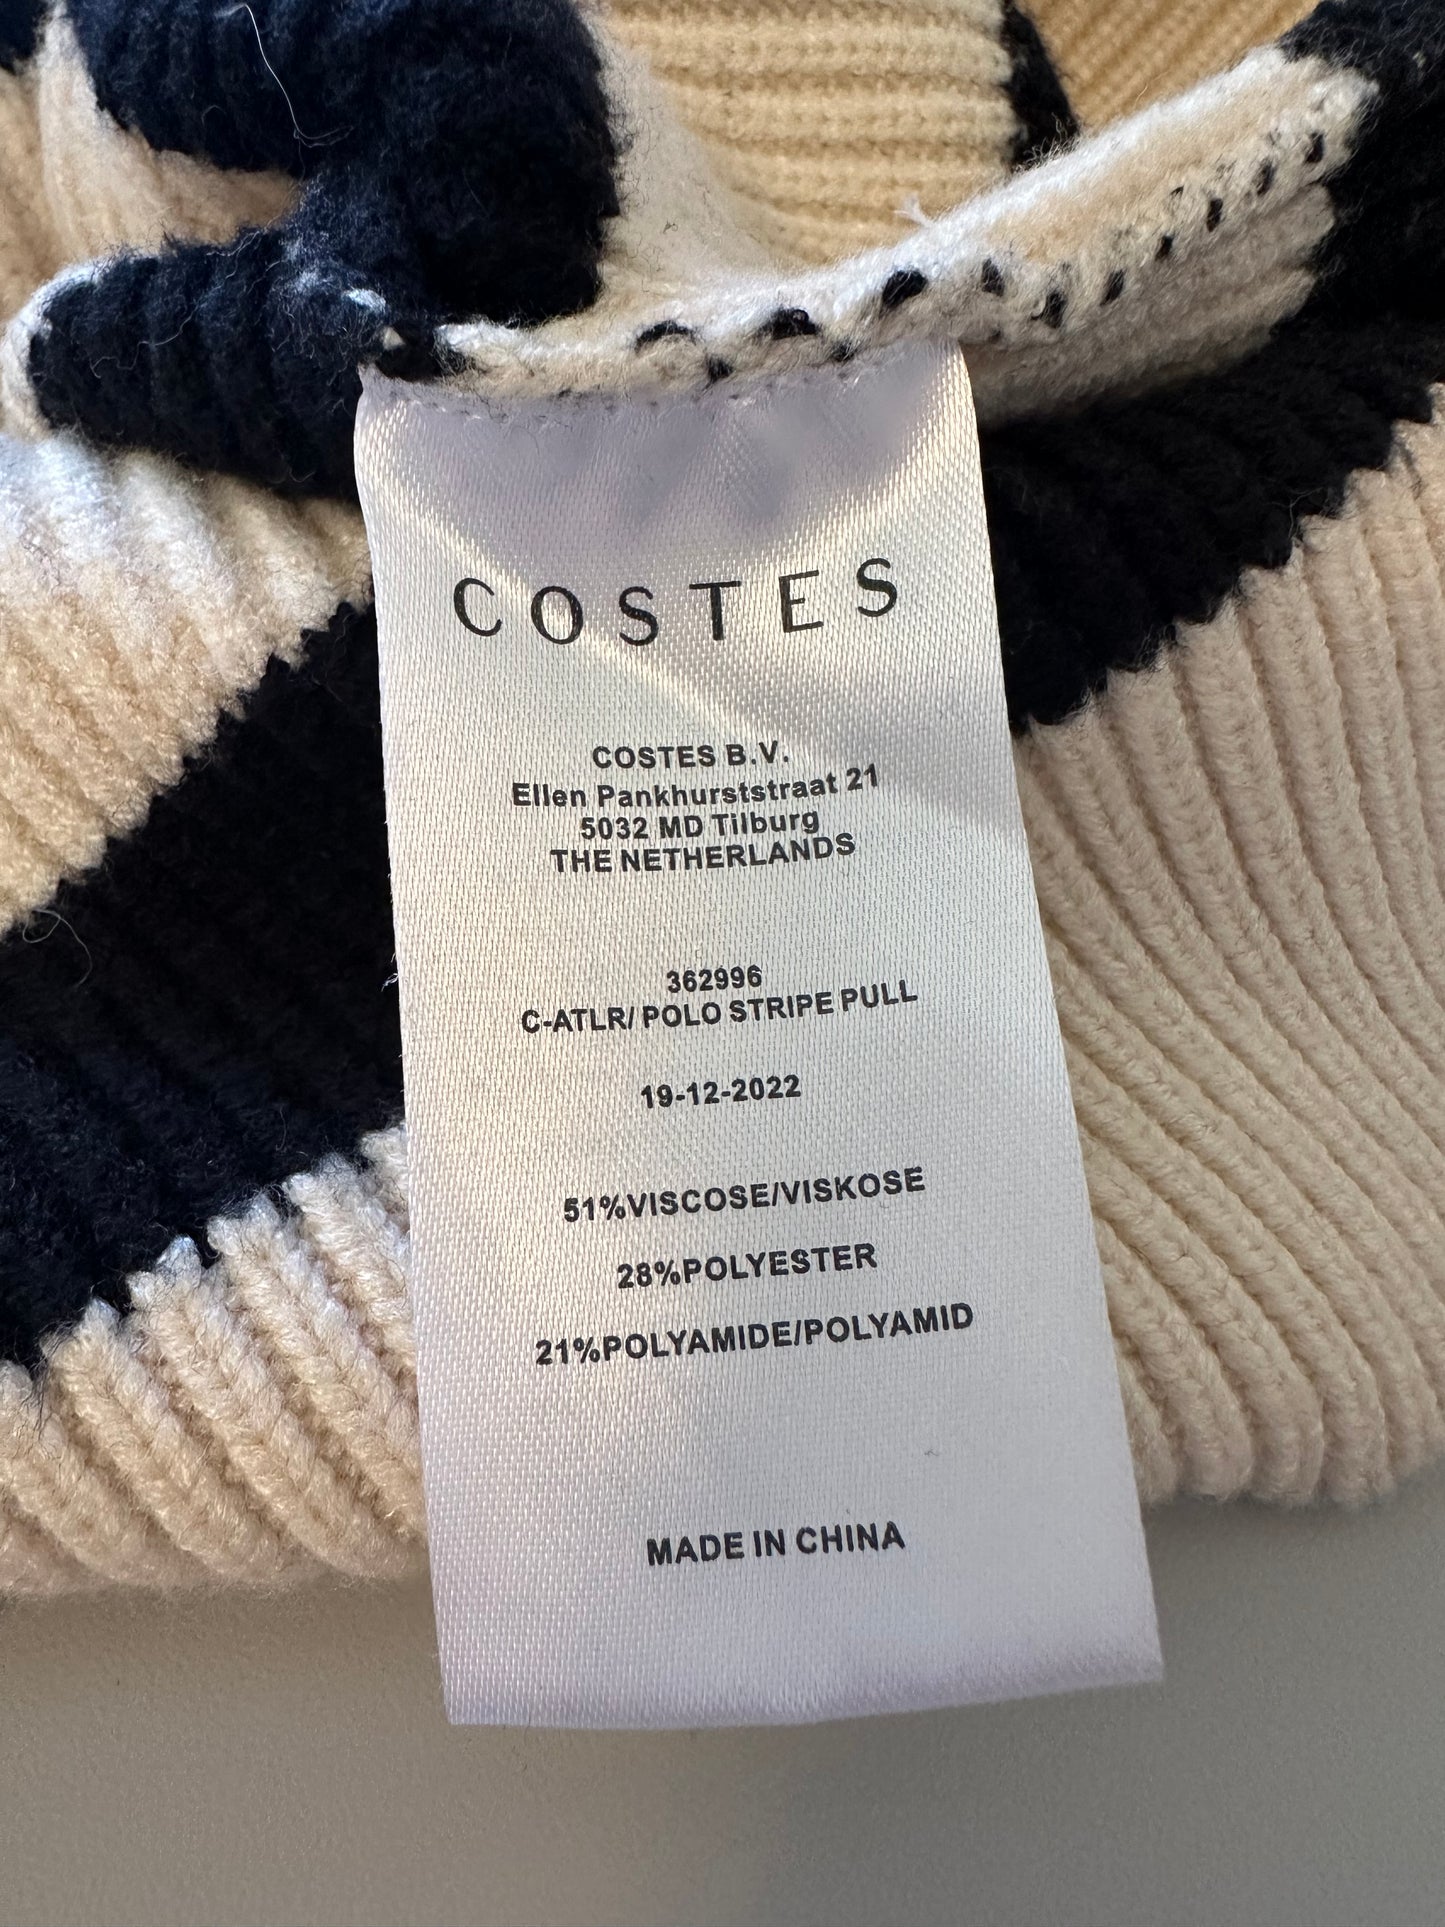 COSTES
COSTES B.V.
Ellen Pankhurststraat 21
5032 MD Tilburg
THE NETHERLANDS
362996
C-ATLR/ POLO STRIPE PULL
19-12-2022
51%VISCOSE/VISKOSE
28%POLYESTER
21%POLYAMIDE/POLYAMID
MADE IN CHINA